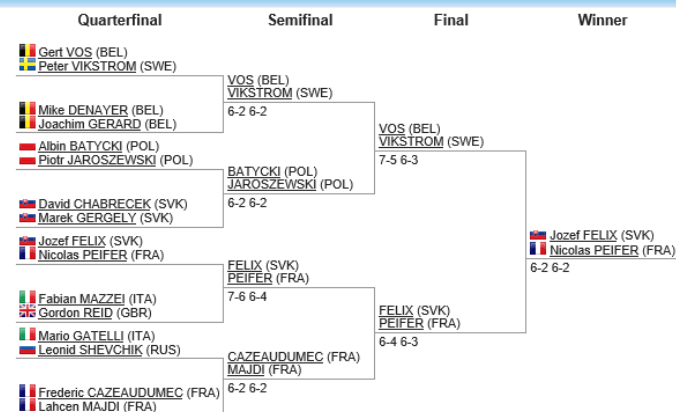 Quarterfinal Semifinal Final Winner
Gert VOS (BEL)
Peter VIKSTROM (SWE)
VOS (BEL)
VIKSTROM (SWE)
6-2 6-2
Mike DENAYER (BEL)
Joachim GERARD (BEL)
VOS (BEL)
VIKSTROM (SWE)
7-5 6-3
Albin BATYCKI (POL)
Piotr JAROSZEWSKI (POL)
BATYCKI (POL)
JAROSZEWSKI (POL)
6-2 6-2
David CHABRECEK (SVK)
Marek GERGELY (SVK)
Jozef FELIX (SVK)
Nicolas PEIFER (FRA)
6-2 6-2
Jozef FELIX (SVK)
Nicolas PEIFER (FRA)
FELIX (SVK)
PEIFER (FRA)
7-6 6-4
Fabian MAZZEI (ITA)
Gordon REID (GBR)
FELIX (SVK)
PEIFER (FRA)
6-4 6-3
Mario GATELLI (ITA)
Leonid SHEVCHIK (RUS)
CAZEAUDUMEC (FRA)
MAJDI (FRA)
6-2 6-2
Frederic CAZEAUDUMEC (FRA)
Lahcen MAJDI (FRA)